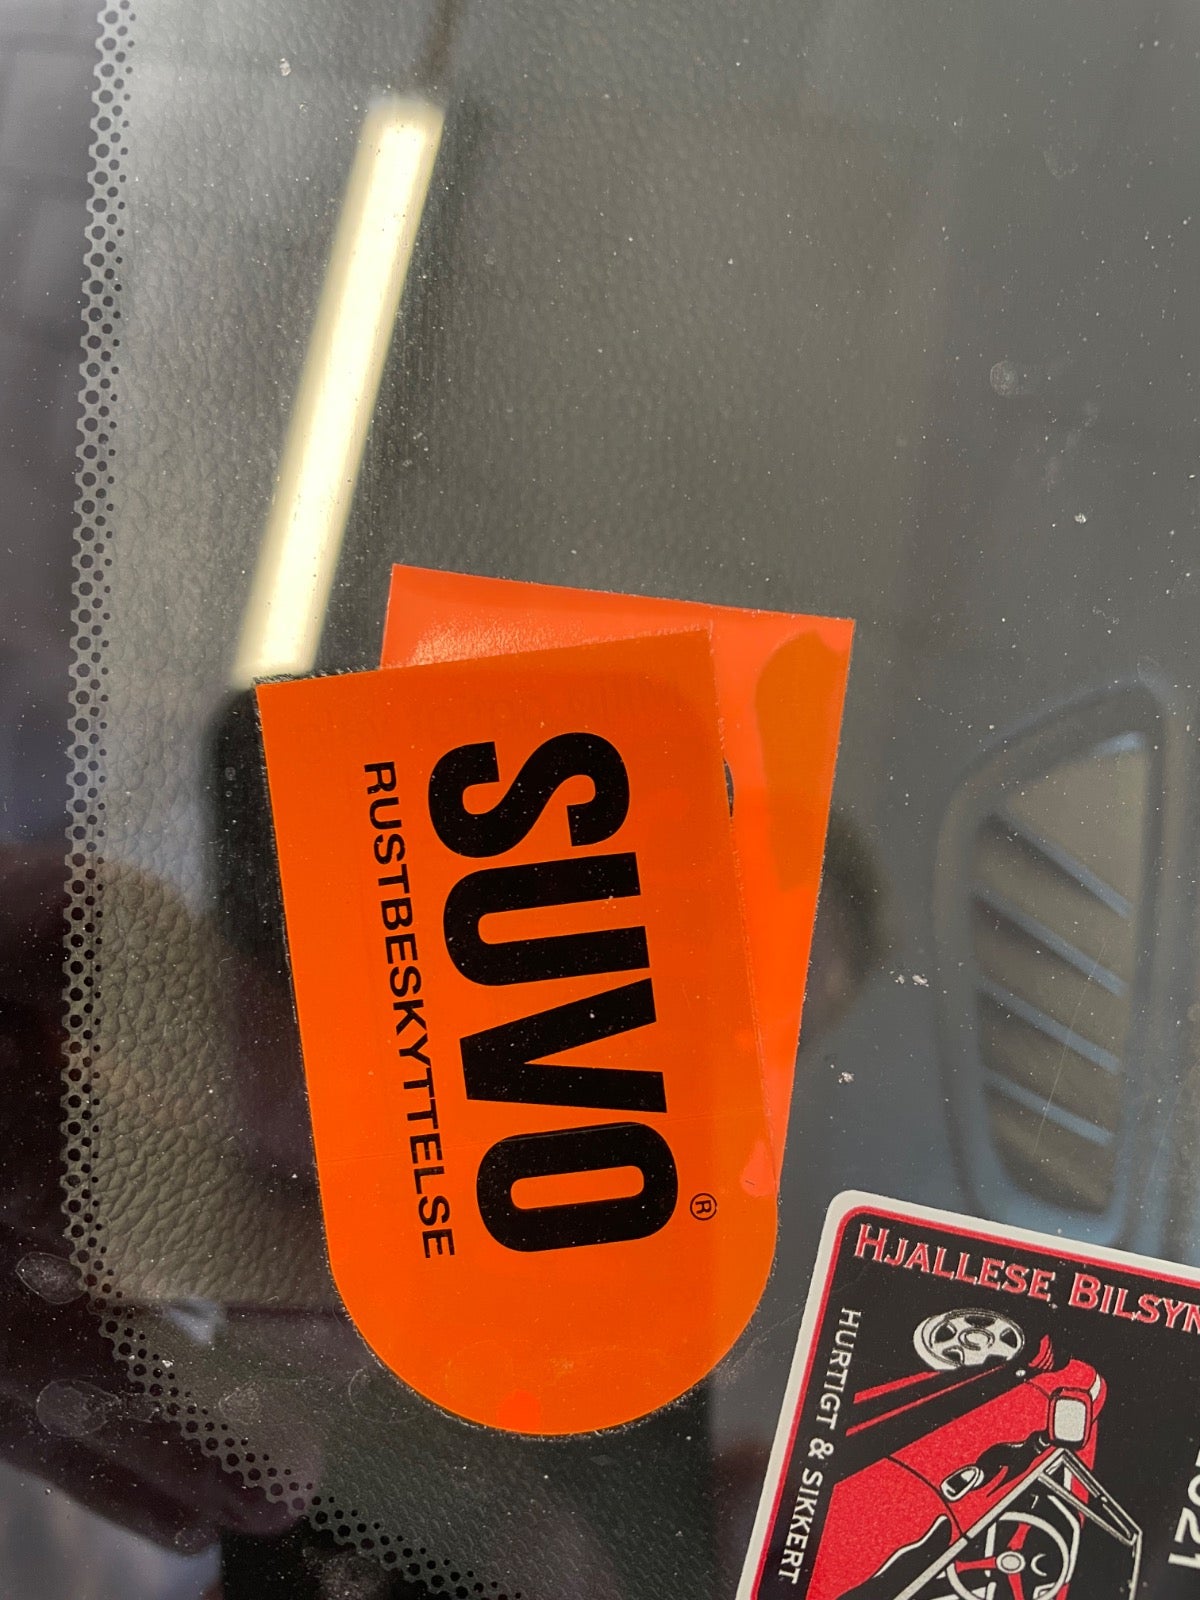 SUVO®
RUSTBESKYTTELSE
HJALLESE BILSYN
HURTIGT & SIKKERT